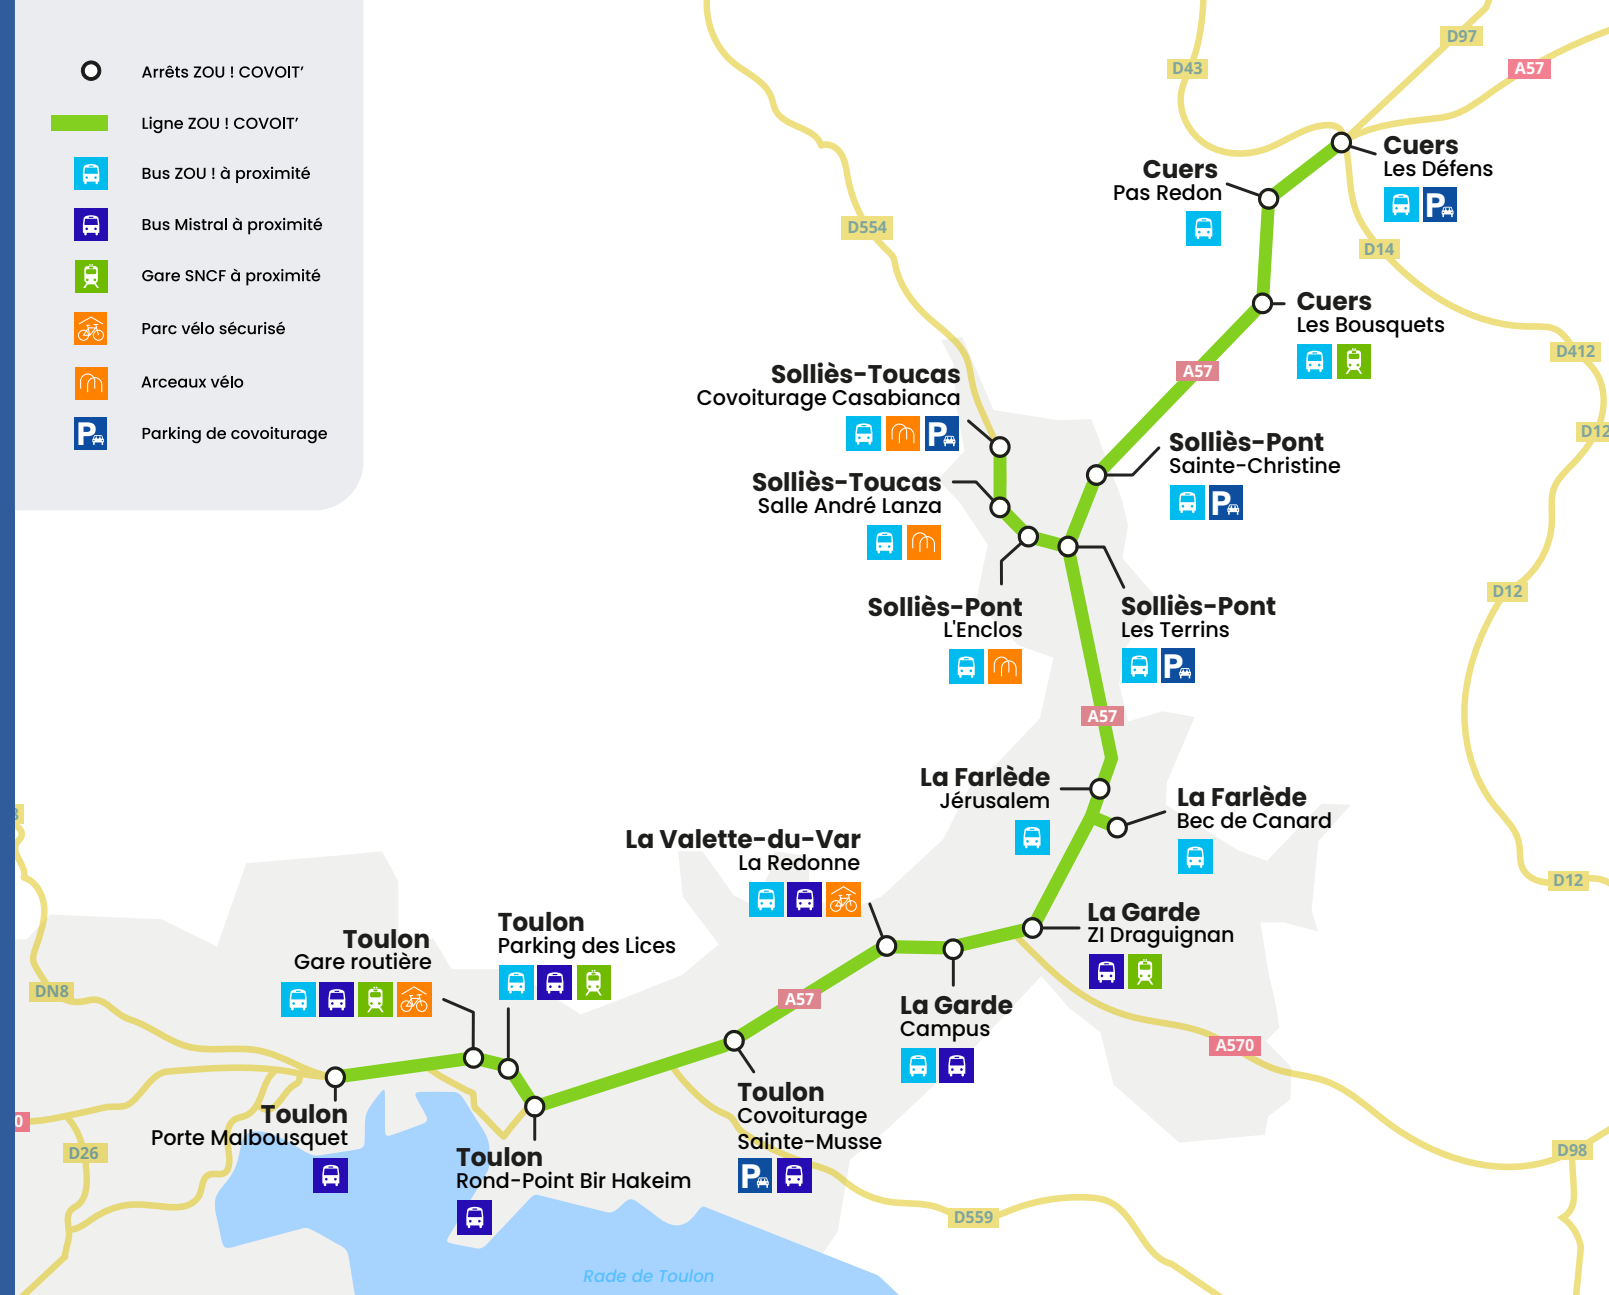 Arrêts ZOU ! COVOIT’
Ligne ZOU ! COVOIT’
Bus ZOU ! à proximité
Bus Mistral à proximité
Gare SNCF à proximité
Parc vélo sécurisé
Arceaux vélo
P
Parking de covoiturage
D97
D43
A57
Cuers
Les Défens
P
Cuers
Pas Redon
D554
D14
Cuers
Les Bousquets
D412
A57
Solliès-Toucas
Covoiturage Casabianca
P
D12
Solliès-Pont
Sainte-Christine
P
Solliès-Toucas
Salle André Lanza
D12
Solliès-Pont
L'Enclos
Solliès-Pont
Les Terrins
P
A57
La Farlède
Jérusalem
La Farlède
Bec de Canard
La Valette-du-Var
La Redonne
D12
La Garde
ZI Draguignan
Toulon
Parking des Lices
Toulon
Gare routière
DN8
A57
La Garde
Campus
A570
Toulon
Porte Malbousquet
Toulon
Covoiturage
Sainte-Musse
P
0
D26
D98
Toulon
Rond-Point Bir Hakeim
D559
Rade de Toulon